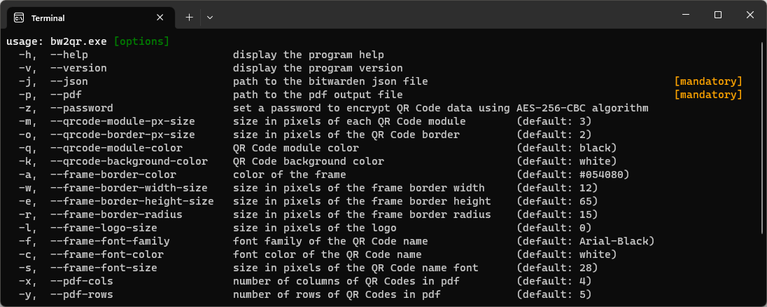 Terminal
usage: bw2qr.exe [options]
-h, --help display the program help
-v, --version display the program version
-j, --json path to the bitwarden json file [mandatory]
-p, --pdf path to the pdf output file [mandatory]
-z, --password set a password to encrypt QR Code data using AES-256-CBC algorithm
-m, --qrcode-module-px-size size in pixels of each QR Code module (default: 3)
-o, --qrcode-border-px-size size in pixels of the QR Code border (default: 2)
-q, --qrcode-module-color QR Code module color (default: black)
-k, --qrcode-background-color QR Code background color (default: white)
-a, --frame-border-color color of the frame (default: #054080)
-w, --frame-border-width-size size in pixels of the frame border width (default: 12)
-e, --frame-border-height-size size in pixels of the frame border height (default: 65)
-r, --frame-border-radius size in pixels of the frame border radius (default: 15)
-l, --frame-logo-size size in pixels of the logo (default: 0)
-f, --frame-font-family font family of the QR Code name (default: Arial-Black)
-c, --frame-font-color font color of the QR Code name (default: white)
-s, --frame-font-size size in pixels of the QR Code name font (default: 28)
-x, --pdf-cols number of columns of QR Codes in pdf (default: 4)
-y, --pdf-rows number of rows of QR Codes in pdf (default: 5)